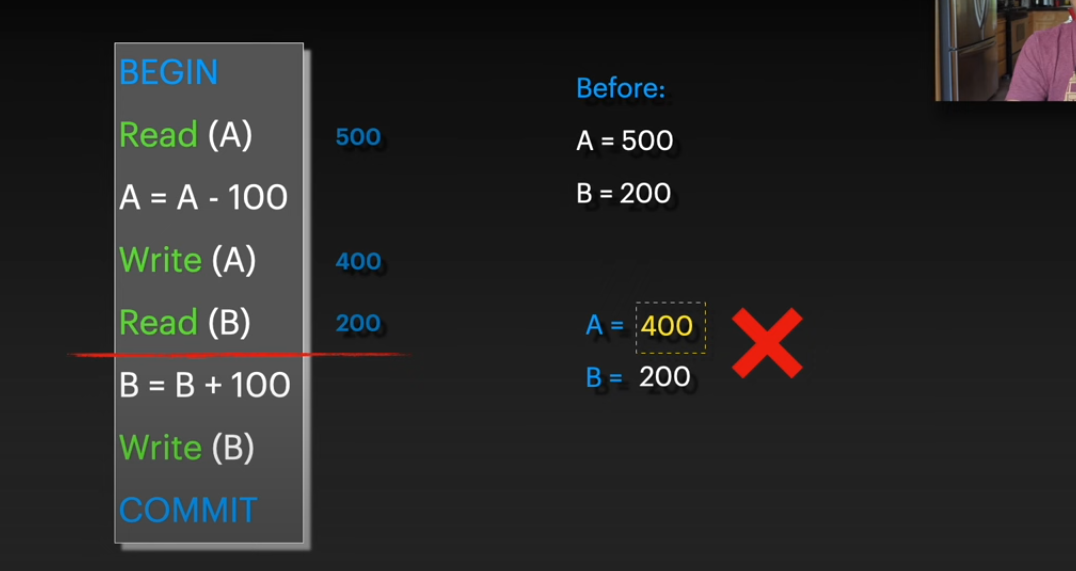 BEGIN
Read (A) 500
A = A - 100
Write (A) 400
Read (B) 200
B = B + 100
Write (B)
COMMIT
Before:
A = 500
B = 200
A = 400
B = 200